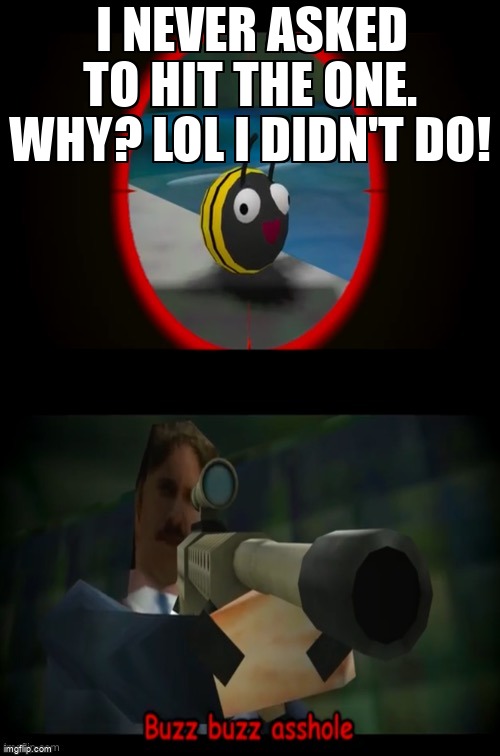 I NEVER ASKED
TO HIT THE ONE.
WHY? LOL I DIDN'T DO!
Buzz buzz asshole
imgflip.com